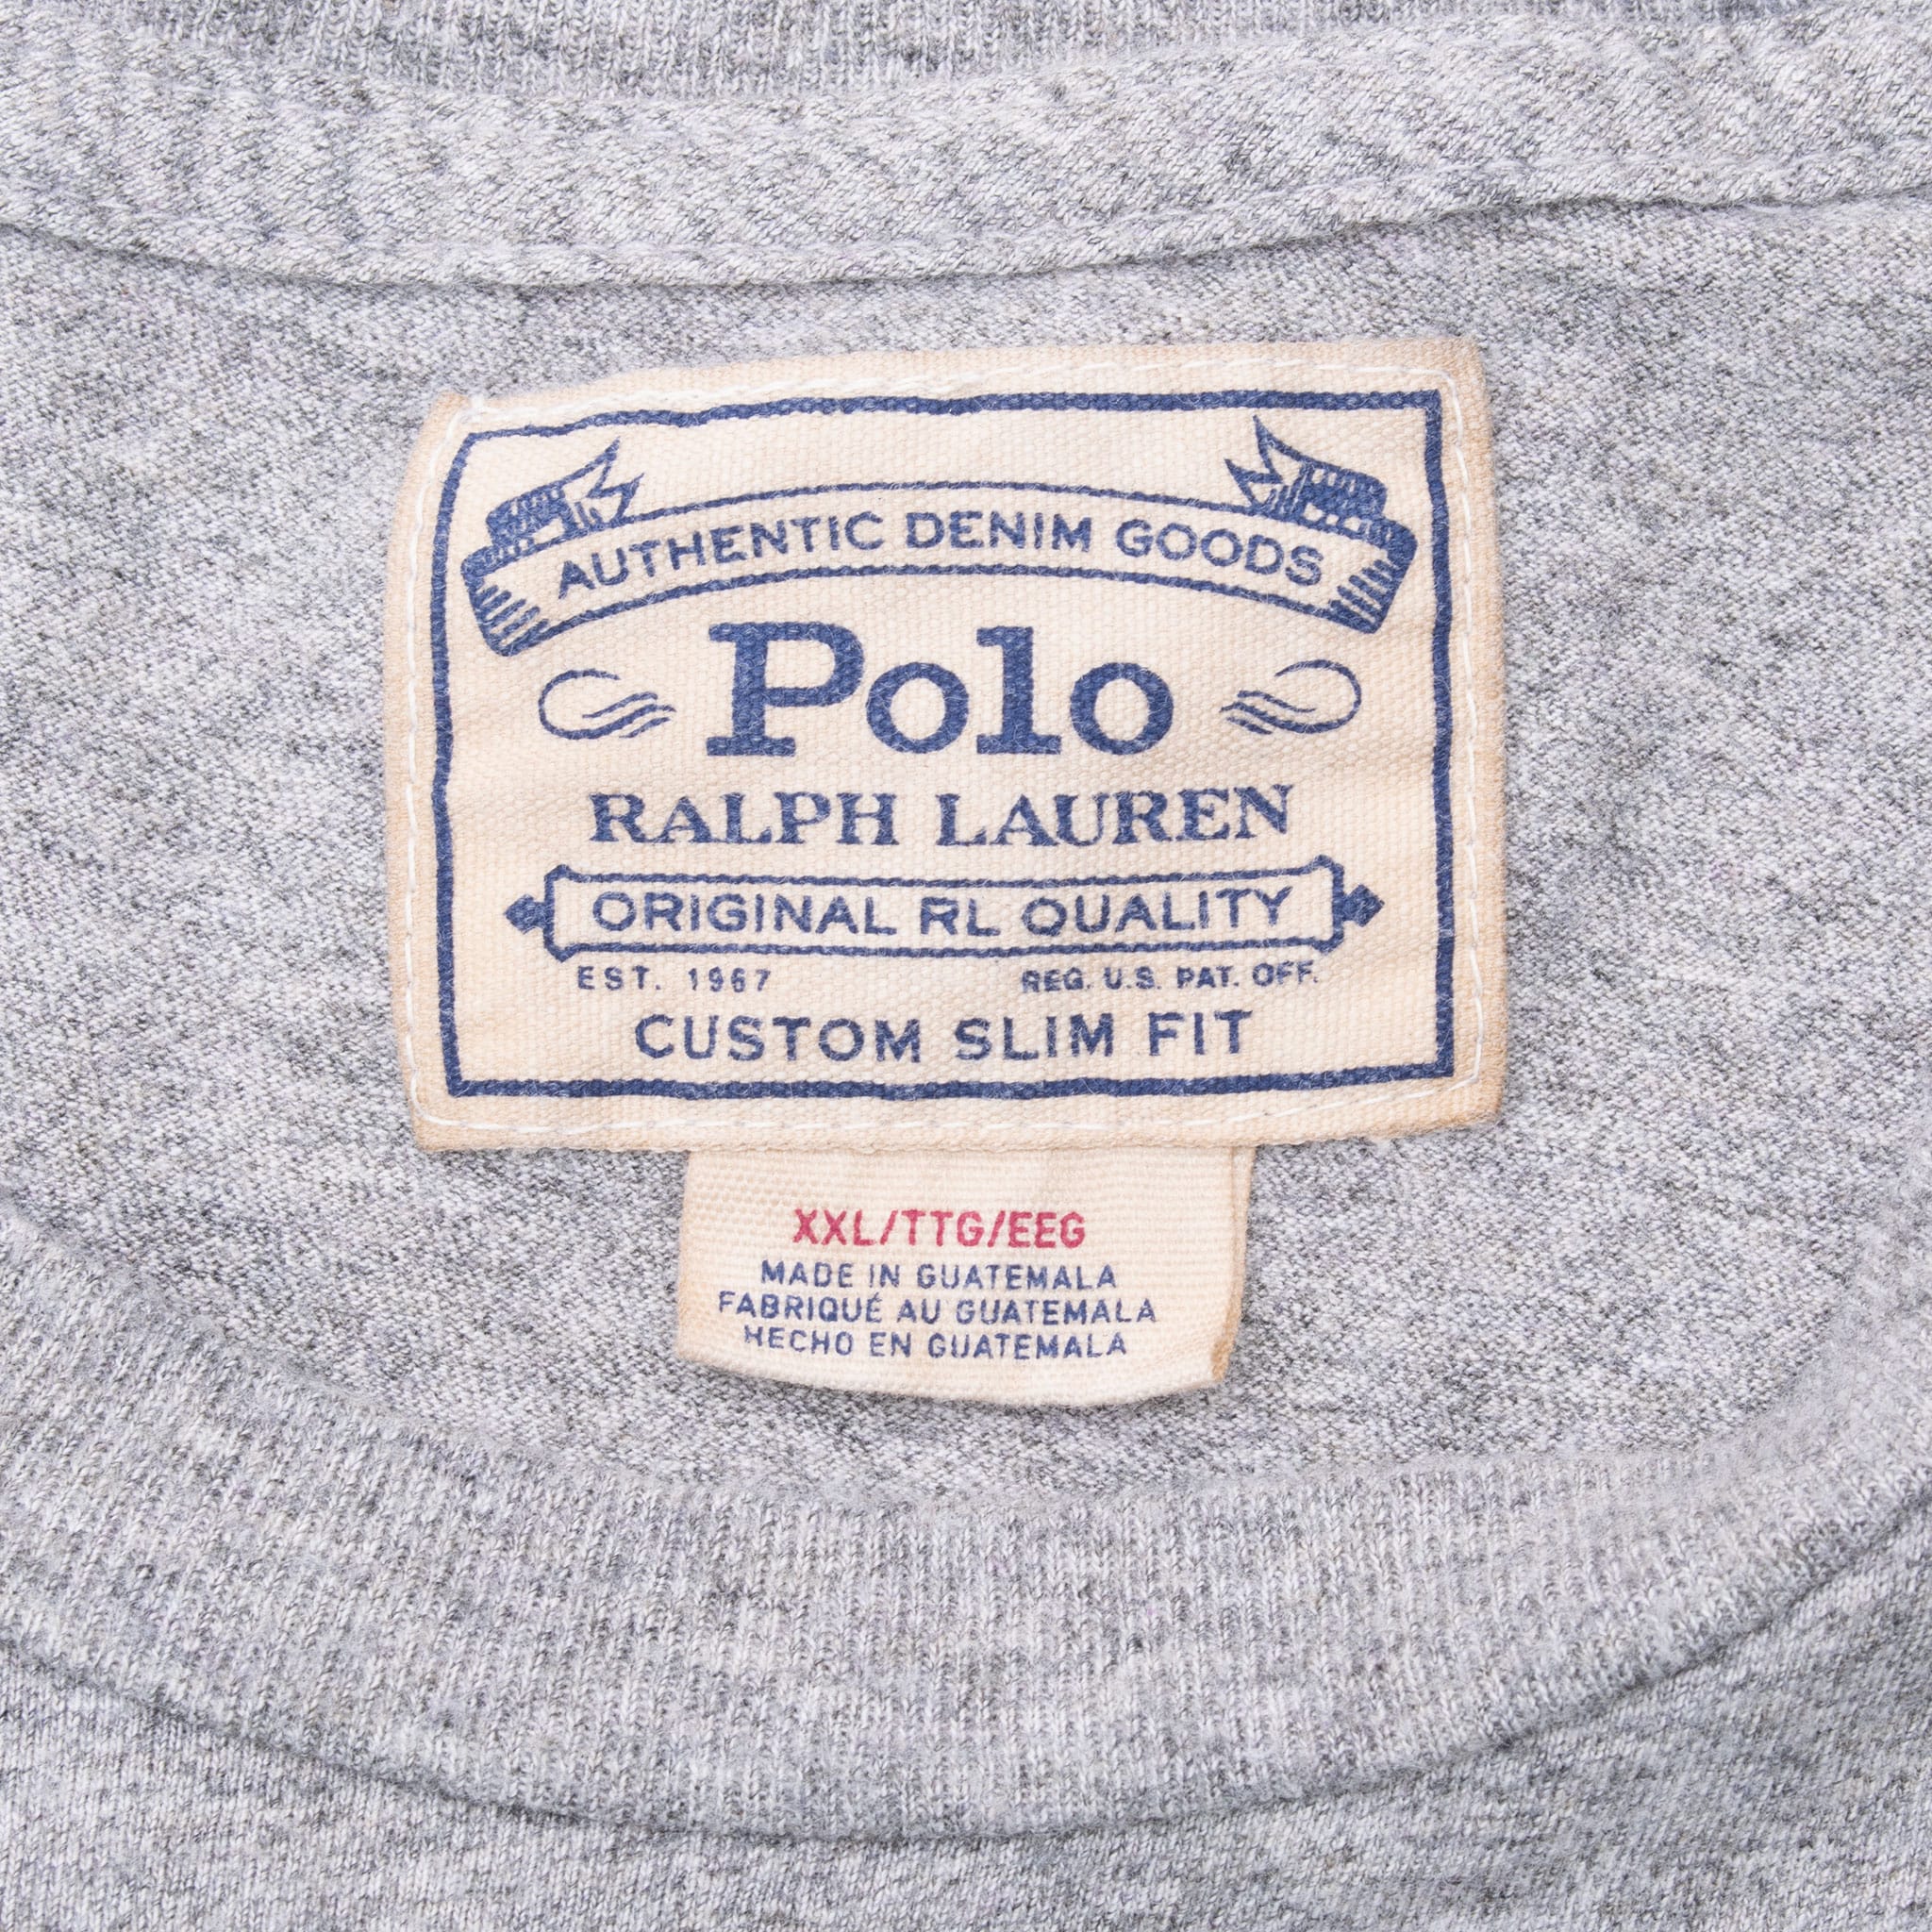 AUTHENTIC DENIM GOODS
Polo
RALPH LAUREN
ORIGINAL RL QUALITY
EST. 1967 REG. U.S. PAT. OFF.
CUSTOM SLIM FIT
XXL/TTG/EEG
MADE IN GUATEMALA
FABRIQUÉ AU GUATEMALA
HECHO EN GUATEMALA